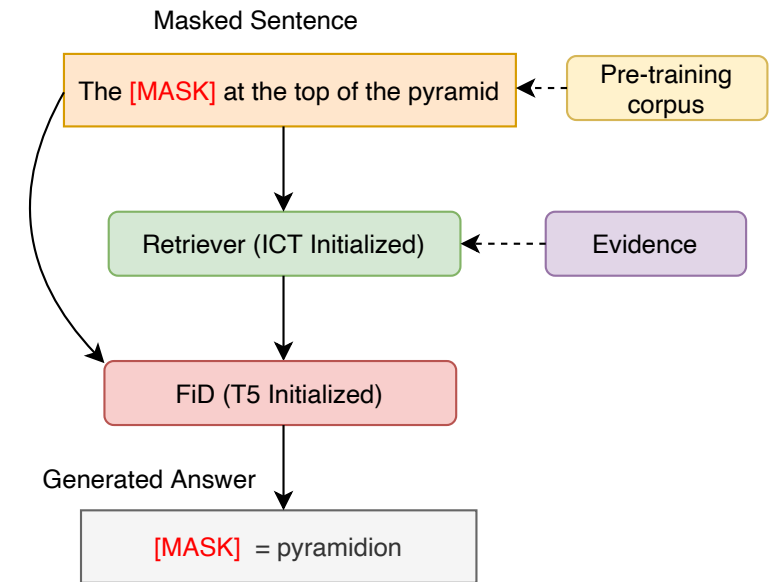 Masked Sentence
The [MASK] at the top of the pyramid
Pre-training
corpus
Retriever (ICT Initialized)
Evidence
FiD (T5 Initialized)
Generated Answer
[MASK] = pyramidion